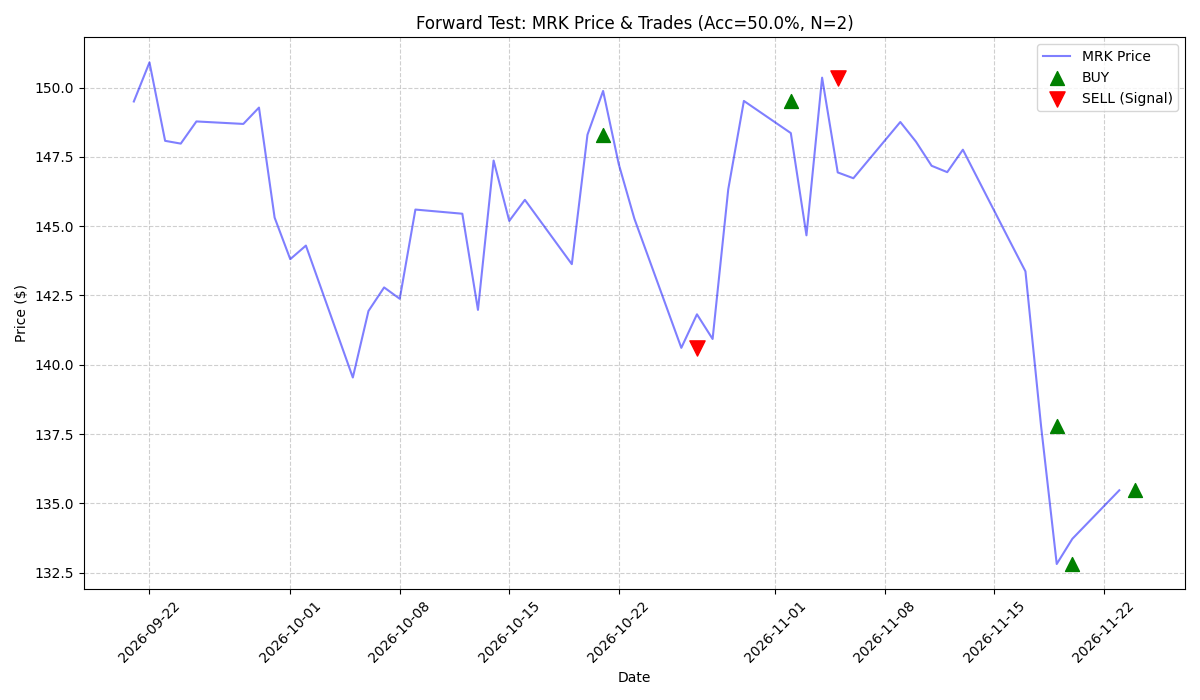 Forward Test: MRK Price & Trades (Acc=50.0%, N=2)
MRK Price
BUY
SELL (Signal)
Price ($)
150.0
147.5
145.0
142.5
140.0
137.5
135.0
132.5
2026-09-22
2026-10-01
2026-10-08
2026-10-15
2026-10-22
2026-11-01
2026-11-08
2026-11-15
2026-11-22
Date